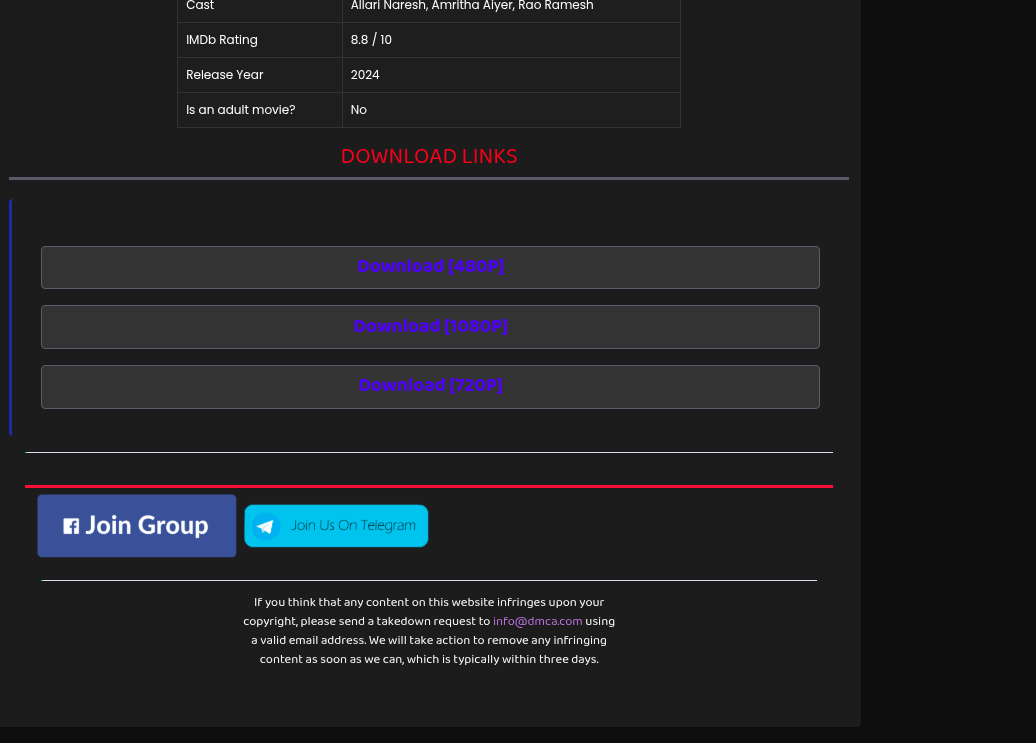 Cast Allari Naresh, Amritha Aiyer, Rao Ramesh
IMDb Rating 8.8 / 10
Release Year 2024
Is an adult movie? No
DOWNLOAD LINKS
Download [480P]
Download [1080P]
Download [720P]
Join Group
Join Us On Telegram
If you think that any content on this website infringes upon your
copyright, please send a takedown request to info@dmca.com using
a valid email address. We will take action to remove any infringing
content as soon as we can, which is typically within three days.